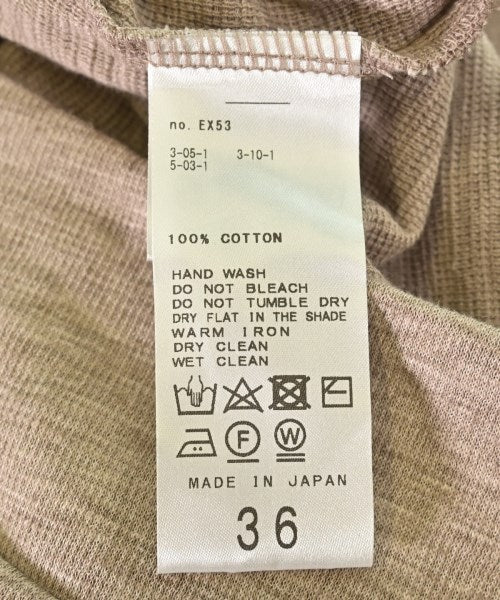 no. EX53
3-05-1 3-10-1
5-03-1
100% COTTON
HAND WASH
DO NOT BLEACH
DO NOT TUMBLE DRY
DRY FLAT IN THE SHADE
WARM IRON
DRY CLEAN
WET CLEAN
F W
MADE IN JAPAN
36